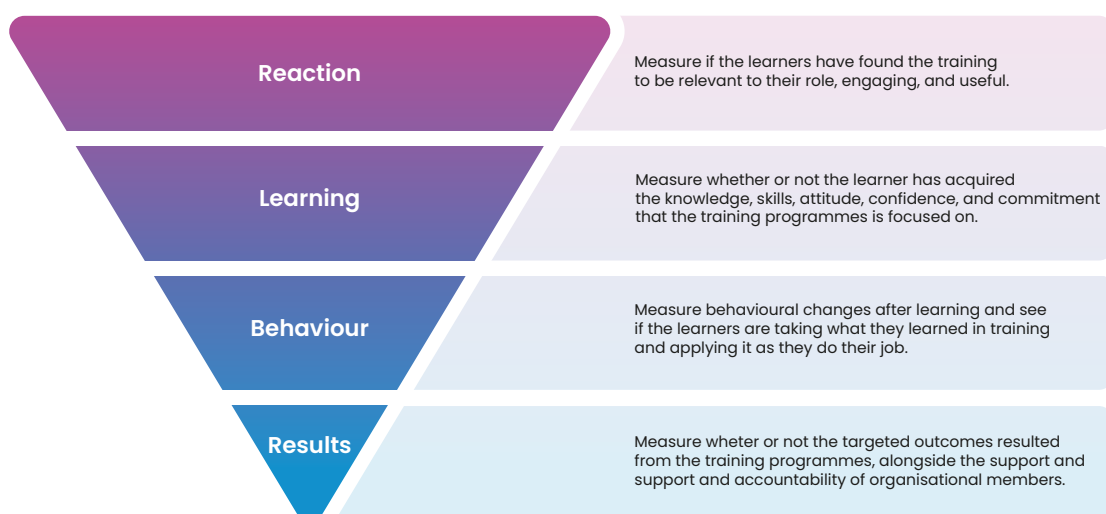 Reaction
Measure if the learners have found the training
to be relevant to their role, engaging, and useful.
Learning
Measure whether or not the learner has acquired
the knowledge, skills, attitude, confidence, and commitment
that the training programmes is focused on.
Behaviour
Measure behavioural changes after learning and see
if the learners are taking what they learned in training
and applying it as they do their job.
Results
Measure wheter or not the targeted outcomes resulted
from the training programmes, alongside the support and
support and accountability of organisational members.